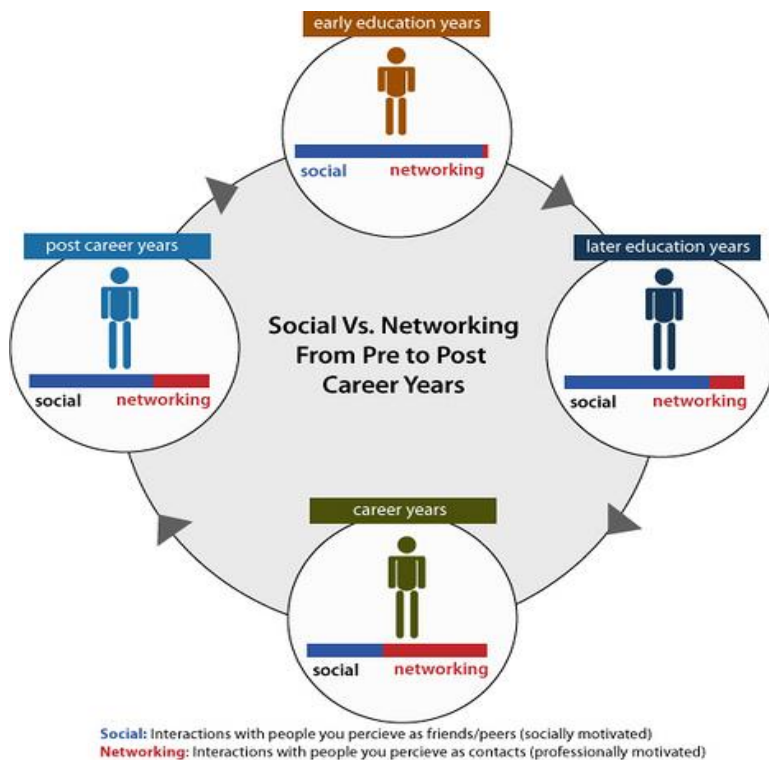 early education years
social networking
post career years
later education years
Social Vs. Networking
From Pre to Post
Career Years
social networking
social networking
career years
social networking
Social: Interactions with people you percieve as friends/peers (socially motivated)
Networking: Interactions with people you percieve as contacts (professionally motivated)